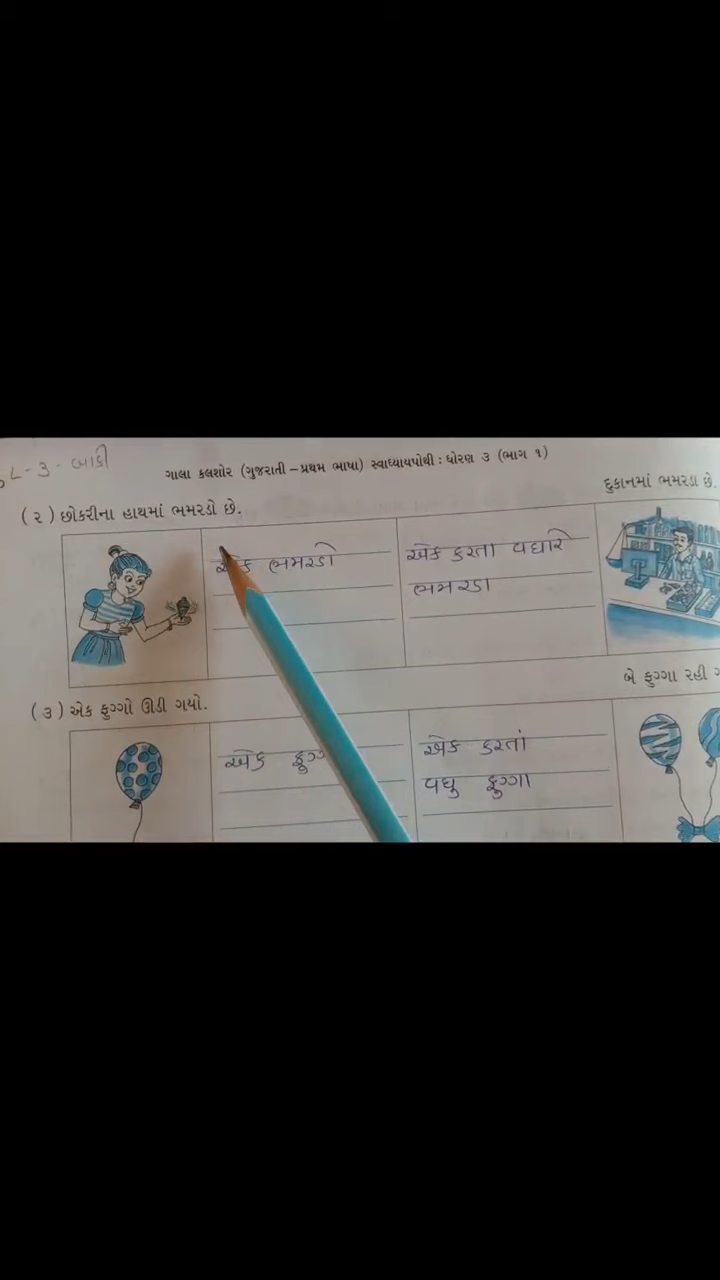 L - 3 - બાકી
ગાલા કલશોર (ગુજરાતી – પ્રથમ ભાષા) સ્વાધ્યાયપોથી : ધોરણ ૩ (ભાગ ૧)
(૨) છોકરીના હાથમાં ભમરડો છે.
દુકાનમાં ભમરડા છે.
એક ભમરડો
એક કરતા વધારે
ભમરડા
(૩) એક ફુગ્ગો ઊડી ગયો.
બે ફુગ્ગા રહી
એક
એક કરતાં
વધુ ફુગ્ગા